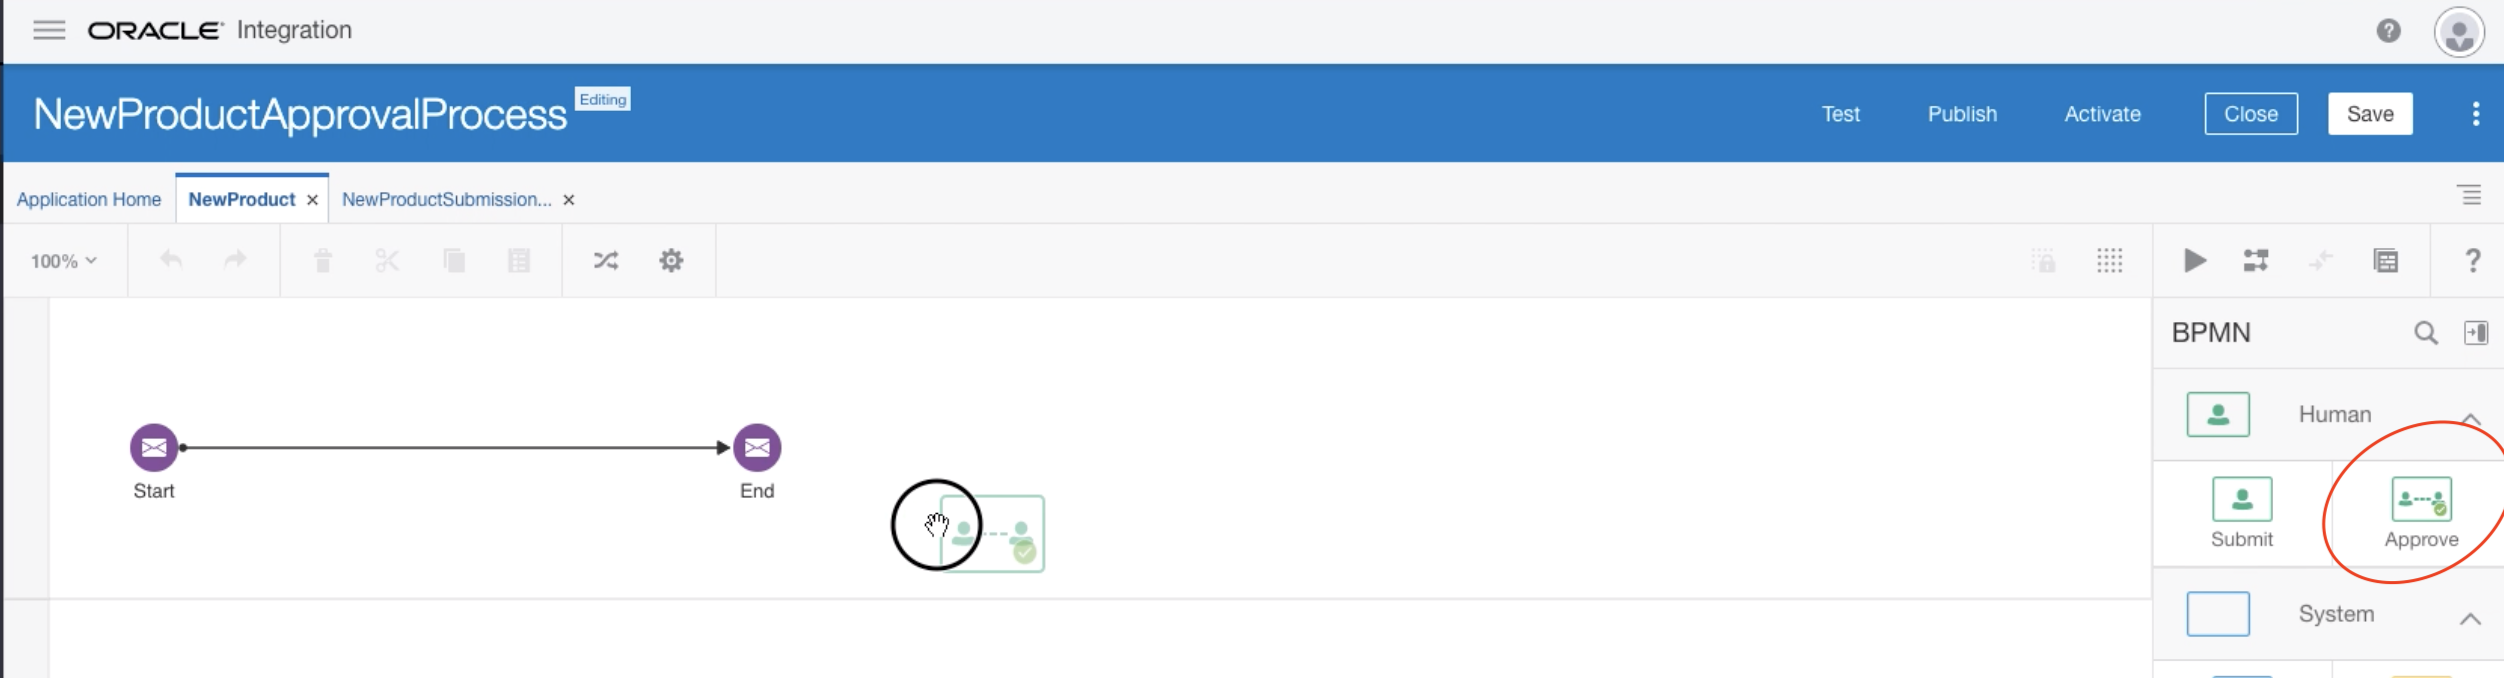 ORACLE Integration
NewProductApprovalProcess Editing
Test Publish Activate Close Save
Application Home NewProduct × NewProductSubmission... ×
100%
?
BPMN
Human
Start End
Submit Approve
System